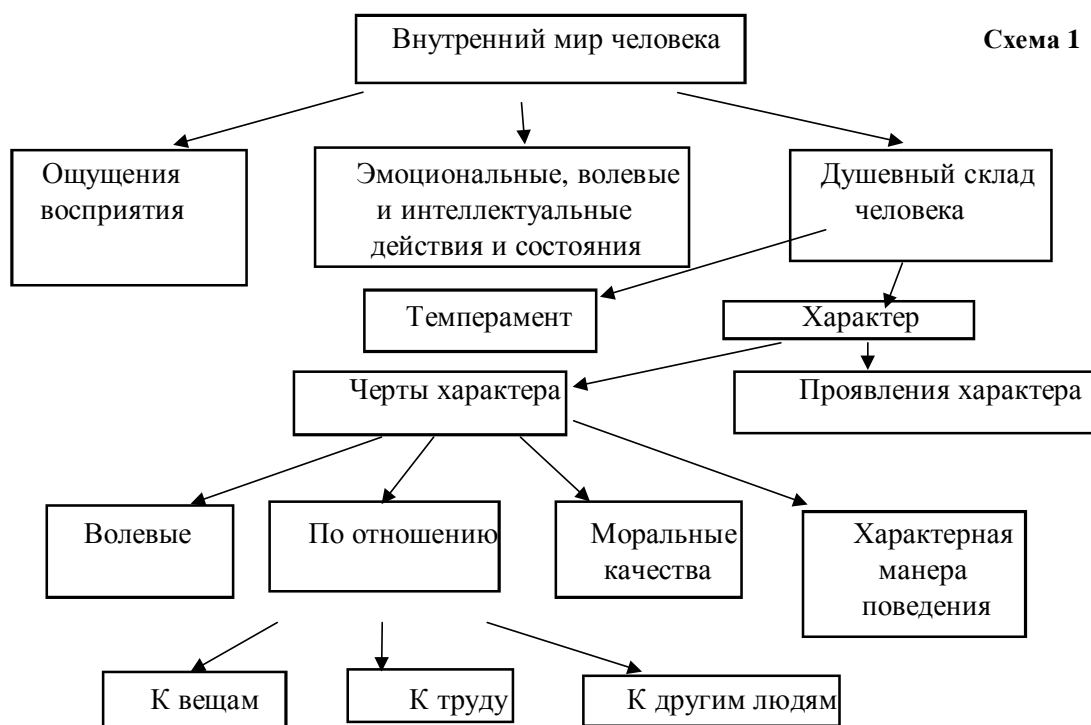 Внутренний мир человека
Схема 1
Ощущения
восприятия
Эмоциональные, волевые
и интеллектуальные
действия и состояния
Душевный склад
человека
Темперамент
Характер
Черты характера
Проявления характера
Волевые
По отношению
Моральные
качества
Характерная
манера
поведения
К вещам
К труду
К другим людям